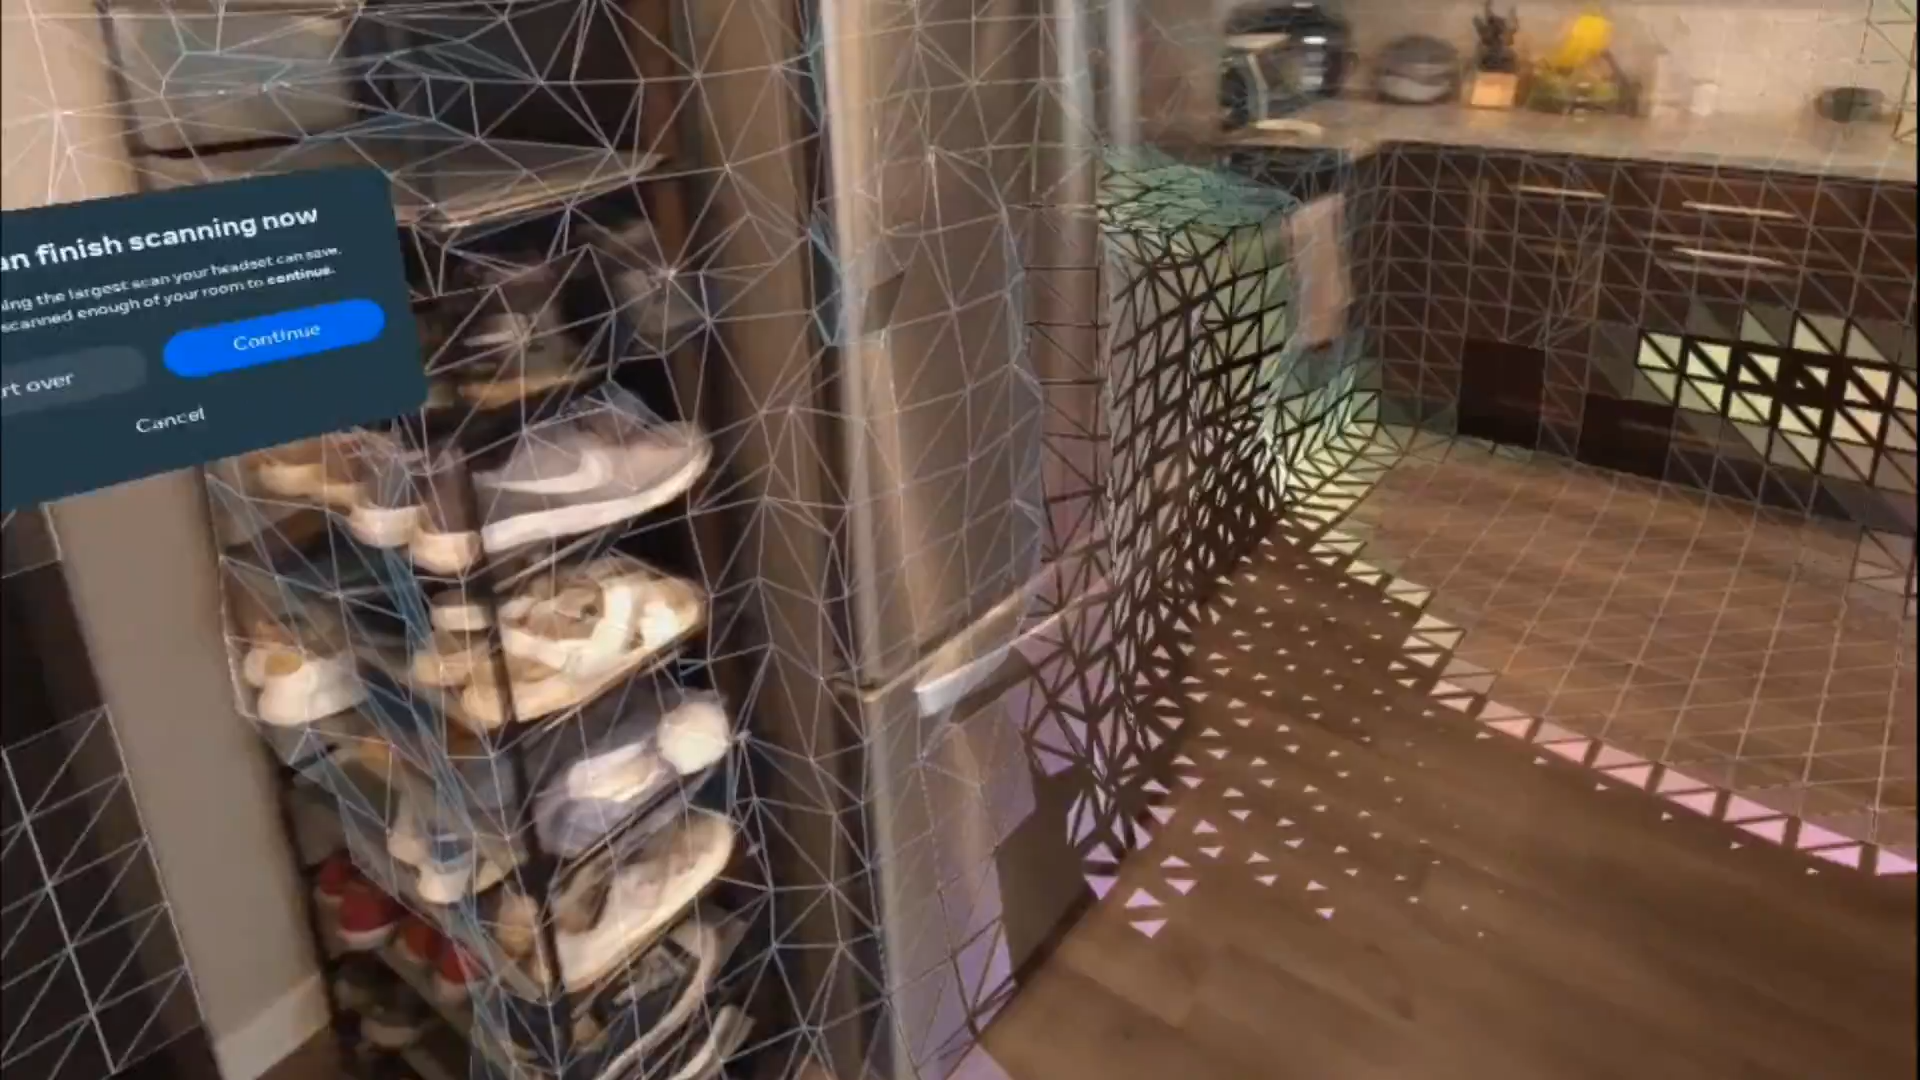 an finish scanning now
ing the largest scan your headset can save.
scanned enough of your room to continue.
Continue
rt over
Cancel